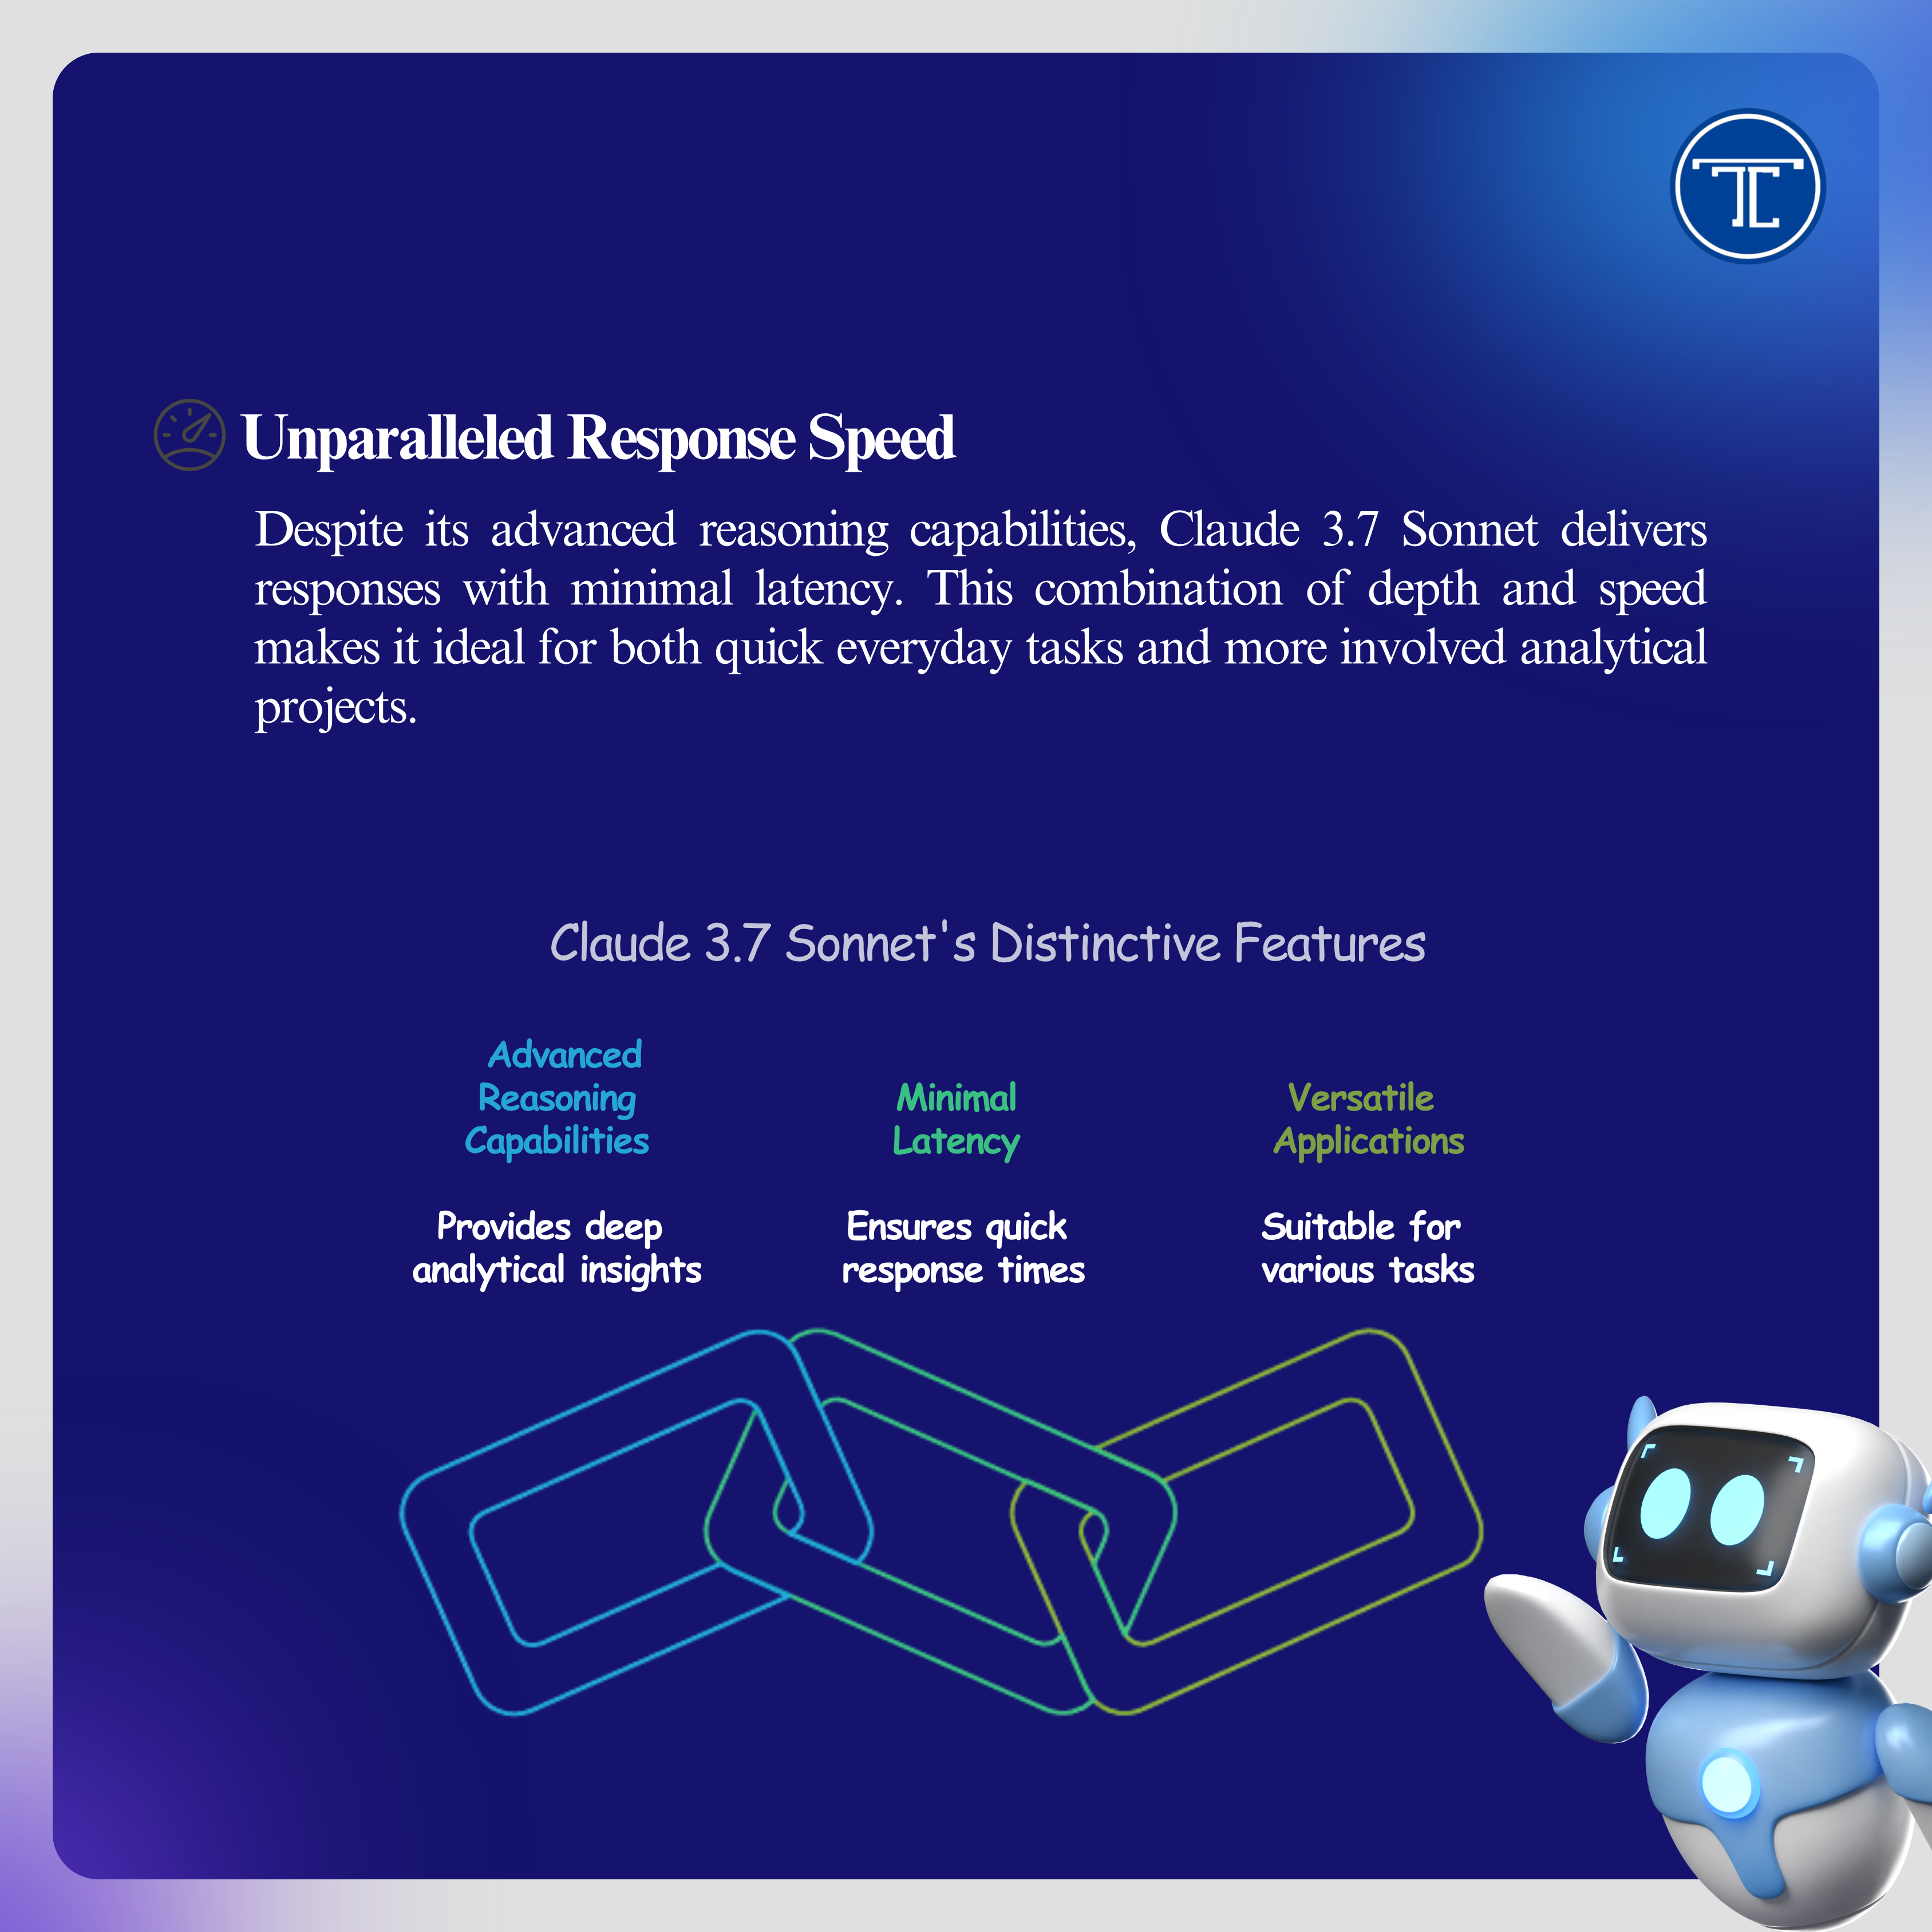 TC
Unparalleled Response Speed
Despite its advanced reasoning capabilities, Claude 3.7 Sonnet delivers
responses with minimal latency. This combination of depth and speed
makes it ideal for both quick everyday tasks and more involved analytical
projects.
Claude 3.7 Sonnet's Distinctive Features
Advanced
Reasoning
Capabilities
Provides deep
analytical insights
Minimal
Latency
Ensures quick
response times
Versatile
Applications
Suitable for
various tasks